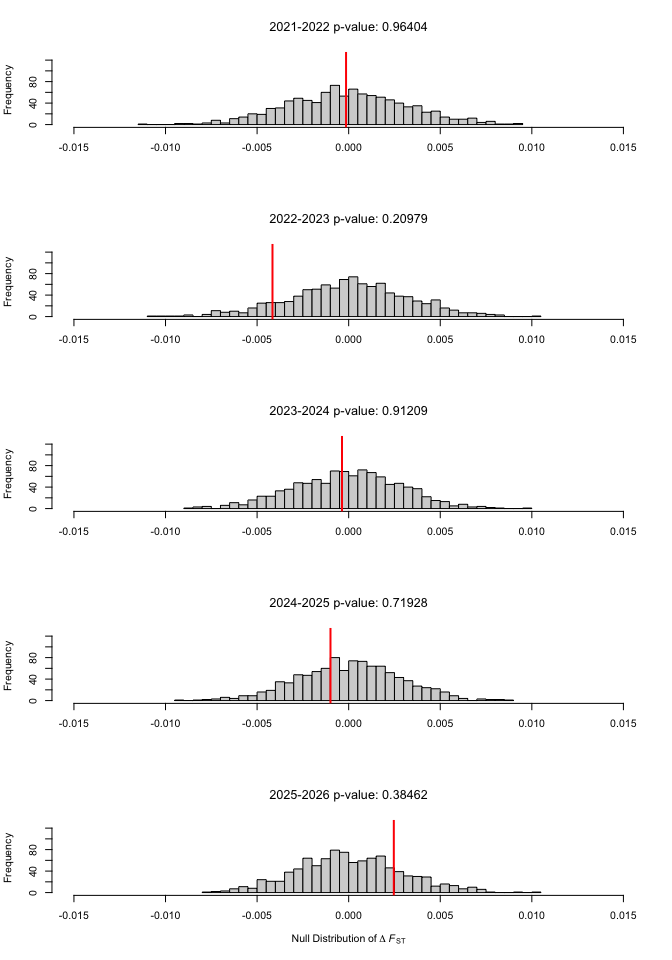 2021-2022 p-value: 0.96404
Frequency
0 40 80
-0.015 -0.010 -0.005 0.000 0.005 0.010 0.015
2022-2023 p-value: 0.20979
Frequency
0 40 80
-0.015 -0.010 -0.005 0.000 0.005 0.010 0.015
2023-2024 p-value: 0.91209
Frequency
0 40 80
-0.015 -0.010 -0.005 0.000 0.005 0.010 0.015
2024-2025 p-value: 0.71928
Frequency
0 40 80
-0.015 -0.010 -0.005 0.000 0.005 0.010 0.015
2025-2026 p-value: 0.38462
Frequency
0 40 80
-0.015 -0.010 -0.005 0.000 0.005 0.010 0.015
Null Distribution of Δ FST